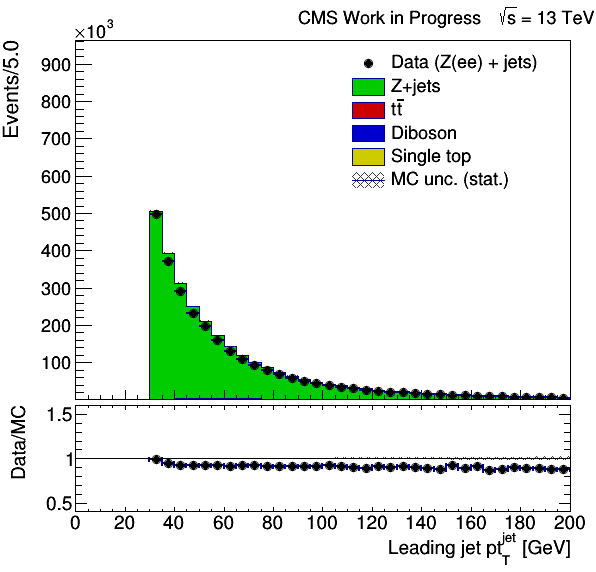 CMS Work in Progress √s = 13 TeV
×10³
Events/5.0
900
800
700
600
500
400
300
200
100
Data (Z(ee) + jets)
Z+jets
tt̄
Diboson
Single top
MC unc. (stat.)
Data/MC
1.5
1
0.5
0 20 40 60 80 100 120 140 160 180 200
Leading jet pt_T^jet [GeV]